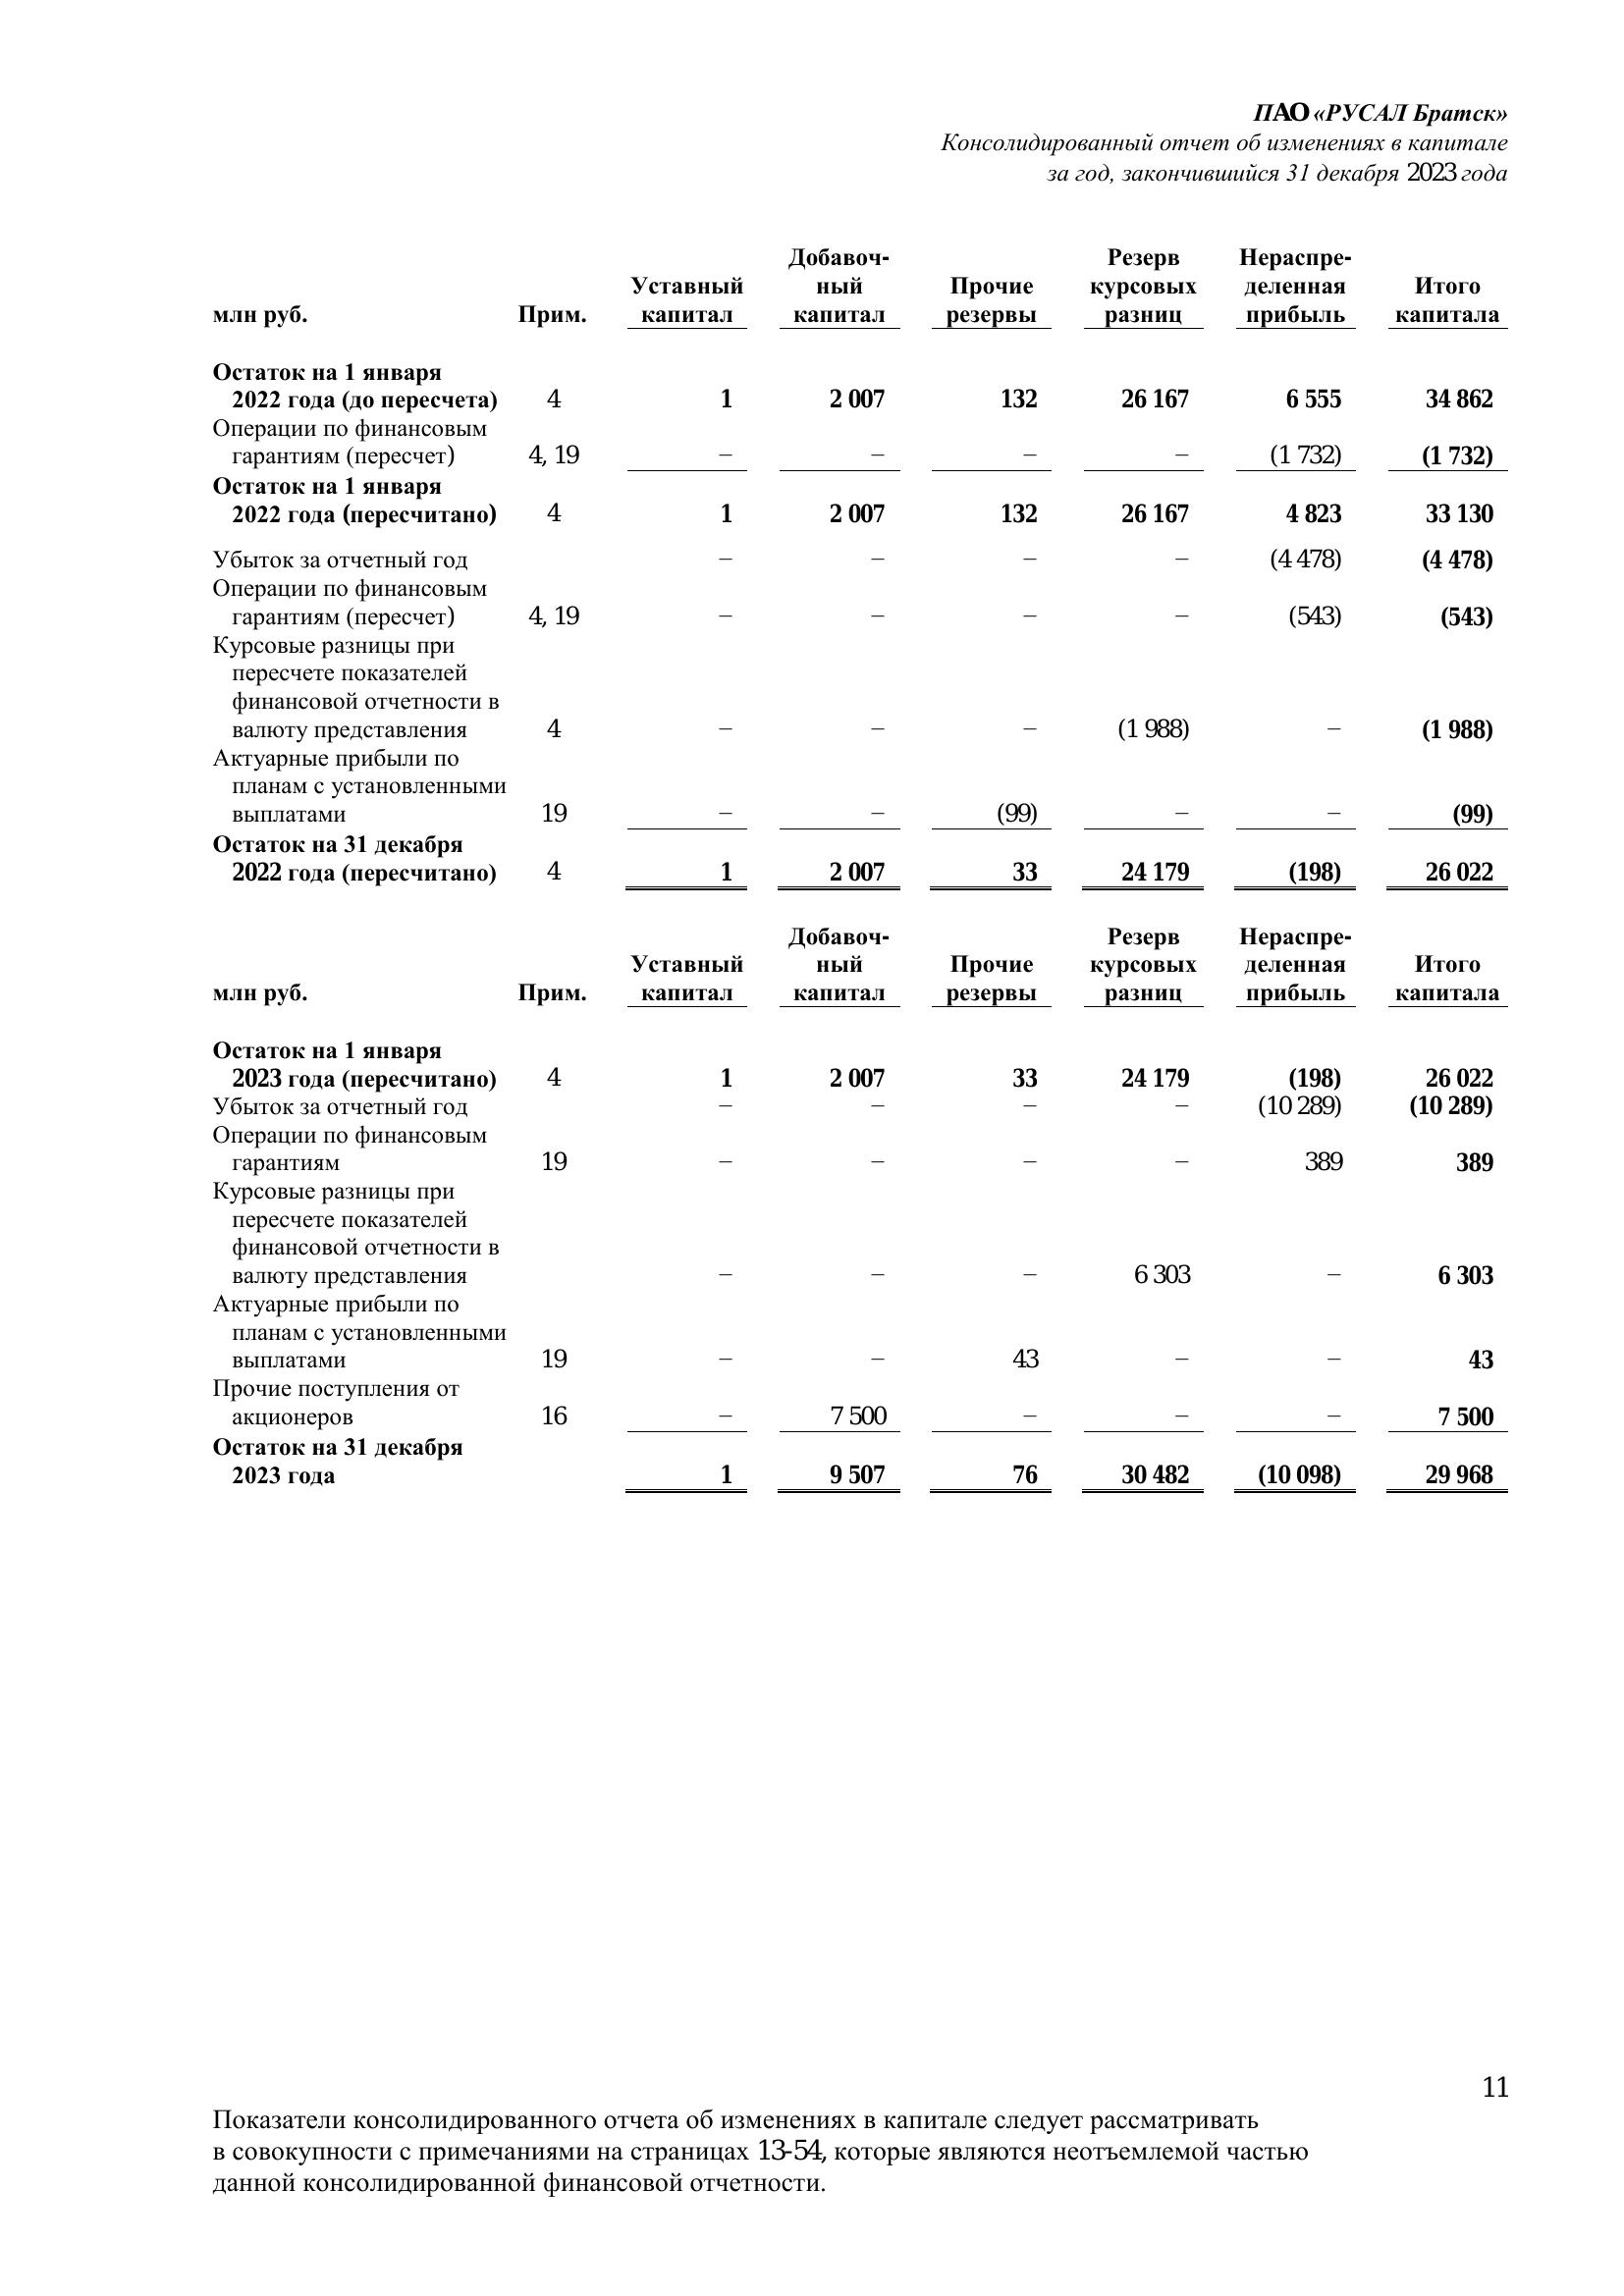 ПАО «РУСАЛ Братск»
Консолидированный отчет об изменениях в капитале
за год, закончившийся 31 декабря 2023 года
млн руб. Прим. Уставный капитал Добавоч-ный капитал Прочие резервы Резерв курсовых разниц Нераспре-деленная прибыль Итого капитала
Остаток на 1 января
2022 года (до пересчета) 4 1 2 007 132 26 167 6 555 34 862
Операции по финансовым
гарантиям (пересчет) 4, 19 – – – – (1 732) (1 732)
Остаток на 1 января
2022 года (пересчитано) 4 1 2 007 132 26 167 4 823 33 130
Убыток за отчетный год – – – – (4 478) (4 478)
Операции по финансовым
гарантиям (пересчет) 4, 19 – – – – (543) (543)
Курсовые разницы при
пересчете показателей
финансовой отчетности в
валюту представления 4 – – – (1 988) – (1 988)
Актуарные прибыли по
планам с установленными
выплатами 19 – – (99) – – (99)
Остаток на 31 декабря
2022 года (пересчитано) 4 1 2 007 33 24 179 (198) 26 022
млн руб. Прим. Уставный капитал Добавоч-ный капитал Прочие резервы Резерв курсовых разниц Нераспре-деленная прибыль Итого капитала
Остаток на 1 января
2023 года (пересчитано) 4 1 2 007 33 24 179 (198) 26 022
Убыток за отчетный год – – – – (10 289) (10 289)
Операции по финансовым
гарантиям 19 – – – – 389 389
Курсовые разницы при
пересчете показателей
финансовой отчетности в
валюту представления – – – 6 303 – 6 303
Актуарные прибыли по
планам с установленными
выплатами 19 – – 43 – – 43
Прочие поступления от
акционеров 16 – 7 500 – – – 7 500
Остаток на 31 декабря
2023 года 1 9 507 76 30 482 (10 098) 29 968
11
Показатели консолидированного отчета об изменениях в капитале следует рассматривать
в совокупности с примечаниями на страницах 13-54, которые являются неотъемлемой частью
данной консолидированной финансовой отчетности.